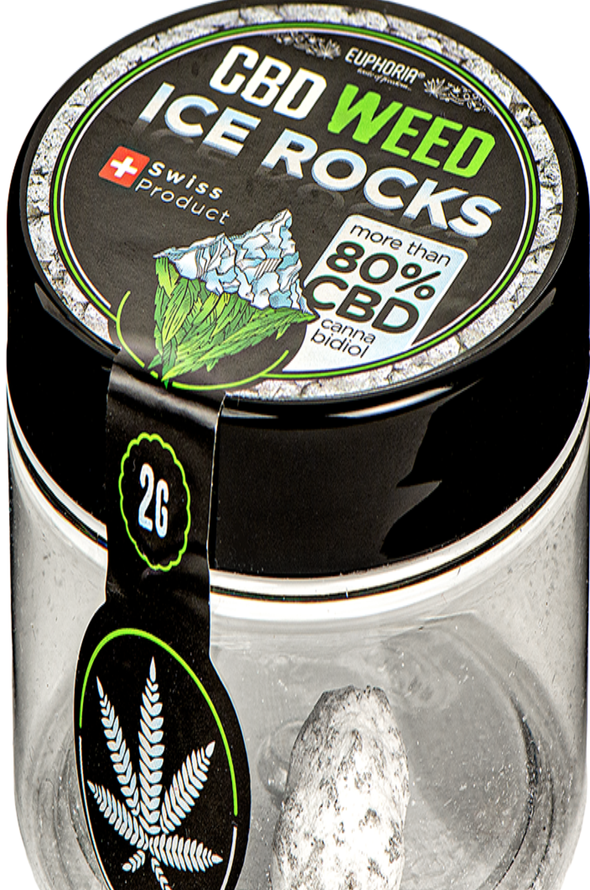 EUPHORIA®
CBD WEED
ICE ROCKS
Swiss
Product
more than
80%
CBD
canna
bidiol
2G